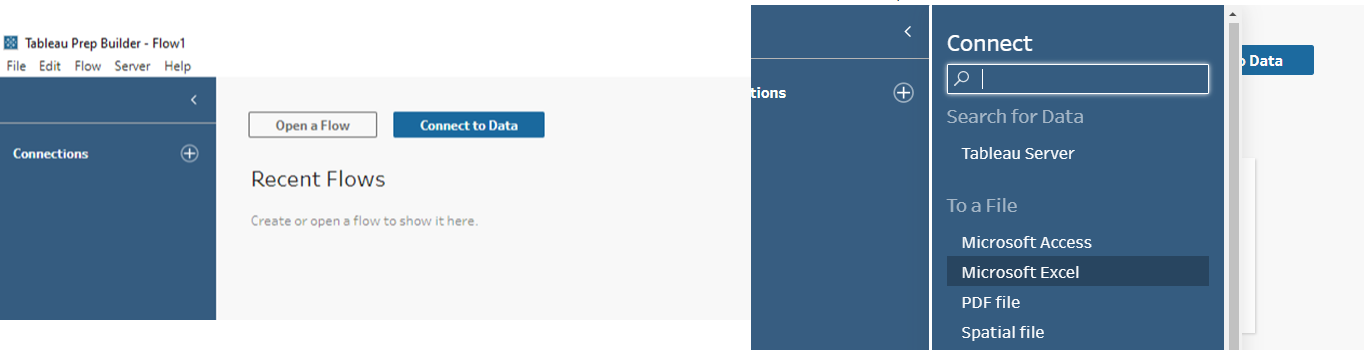 Tableau Prep Builder - Flow1
File Edit Flow Server Help
Connections
Open a Flow
Connect to Data
Recent Flows
Create or open a flow to show it here.
tions
Connect
Search for Data
Tableau Server
To a File
Microsoft Access
Microsoft Excel
PDF file
Spatial file
o Data